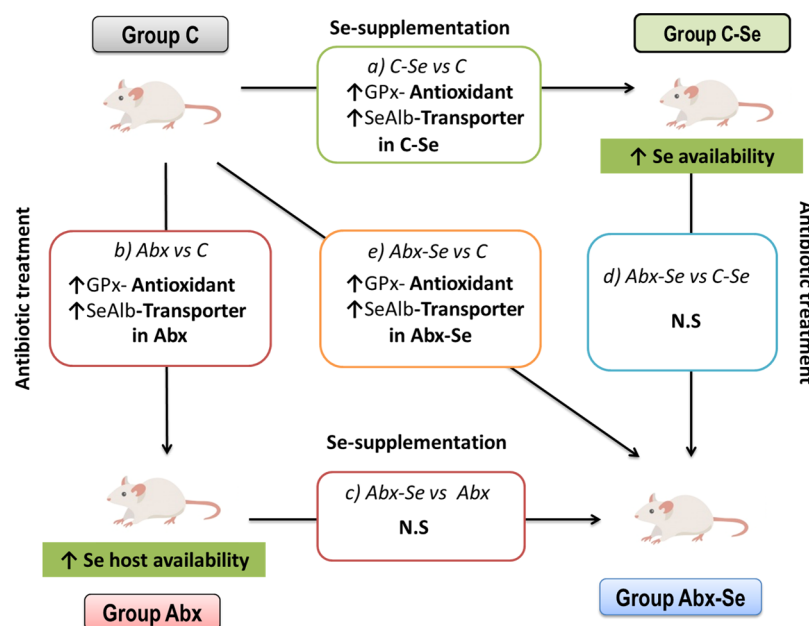 Group C
Se-supplementation
Group C-Se
a) C-Se vs C
↑GPx- Antioxidant
↑SeAlb-Transporter
in C-Se
↑ Se availability
Antibiotic treatment
b) Abx vs C
↑GPx- Antioxidant
↑SeAlb-Transporter
in Abx
e) Abx-Se vs C
↑GPx- Antioxidant
↑SeAlb-Transporter
in Abx-Se
d) Abx-Se vs C-Se
N.S
Antibiotic treatment
Se-supplementation
c) Abx-Se vs Abx
N.S
↑ Se host availability
Group Abx
Group Abx-Se